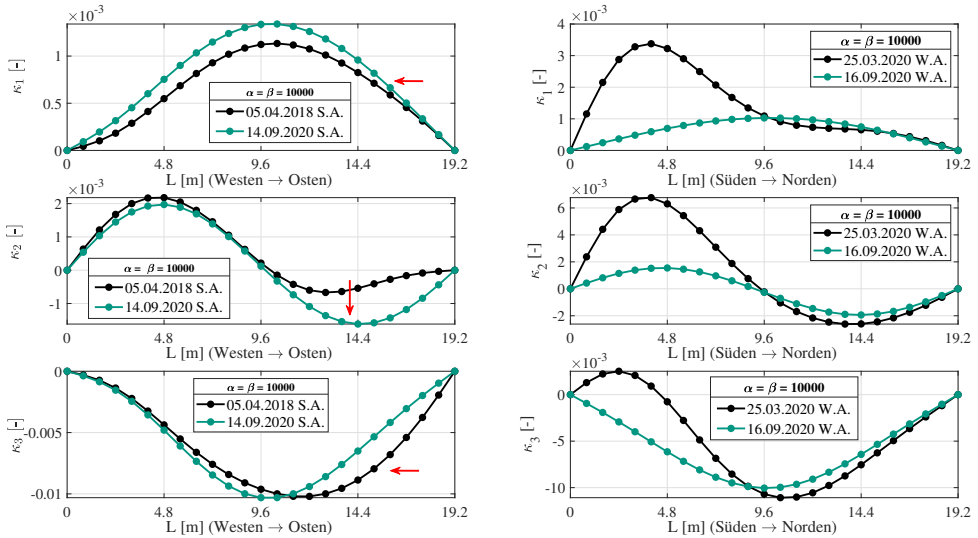 ×10⁻³
1
0.5
0
κ₁ [-]
α = β = 10000
05.04.2018 S.A.
14.09.2020 S.A.
0 4.8 9.6 14.4 19.2
L [m] (Westen → Osten)
4
3
2
1
0
×10⁻³
κ₁ [-]
α = β = 10000
25.03.2020 W.A.
16.09.2020 W.A.
0 4.8 9.6 14.4 19.2
L [m] (Süden → Norden)
×10⁻³
2
1
0
-1
κ₂ [-]
α = β = 10000
05.04.2018 S.A.
14.09.2020 S.A.
0 4.8 9.6 14.4 19.2
L [m] (Westen → Osten)
×10⁻³
6
4
2
0
-2
κ₂ [-]
α = β = 10000
25.03.2020 W.A.
16.09.2020 W.A.
0 4.8 9.6 14.4 19.2
L [m] (Süden → Norden)
0
-0.005
-0.01
κ₃ [-]
α = β = 10000
05.04.2018 S.A.
14.09.2020 S.A.
0 4.8 9.6 14.4 19.2
L [m] (Westen → Osten)
×10⁻³
0
-5
-10
κ₃ [-]
α = β = 10000
25.03.2020 W.A.
16.09.2020 W.A.
0 4.8 9.6 14.4 19.2
L [m] (Süden → Norden)